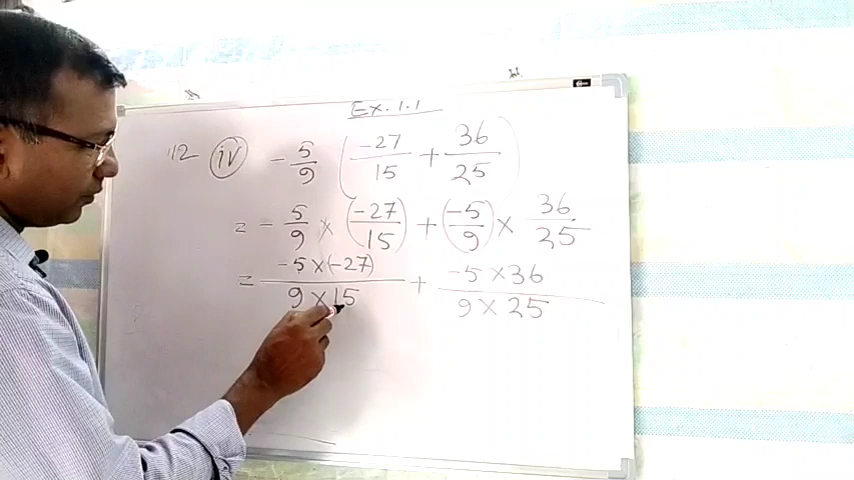 Ex. 1.1
12 (iv) -5/9 (-27/15 + 36/25)
= -5/9 × (-27/15) + (-5/9) × 36/25
= -5×(-27)/9×15 + -5×36/9×25